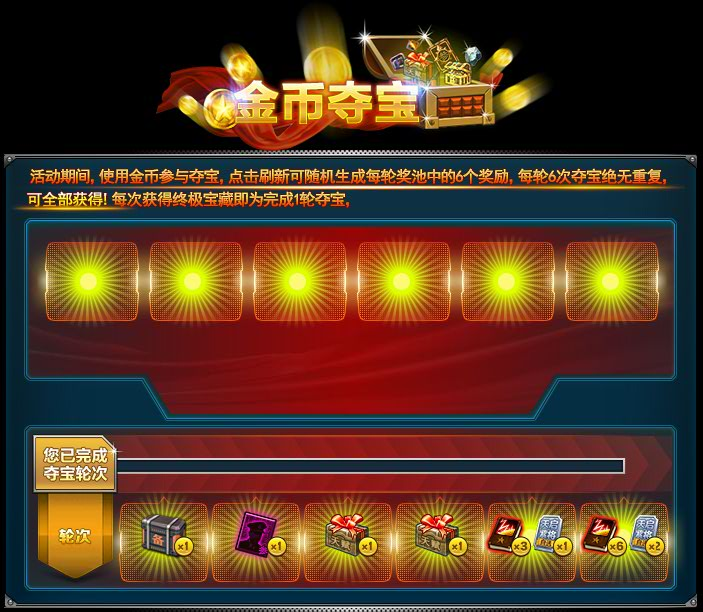 金币夺宝
活动期间, 使用金币参与夺宝, 点击刷新可随机生成每轮奖池中的6个奖励, 每轮6次夺宝绝无重复,
可全部获得! 每次获得终极宝藏即为完成1轮夺宝,
您已完成
夺宝轮次
轮次
x1
x1
x1
x1
x3
x1
x6
x2